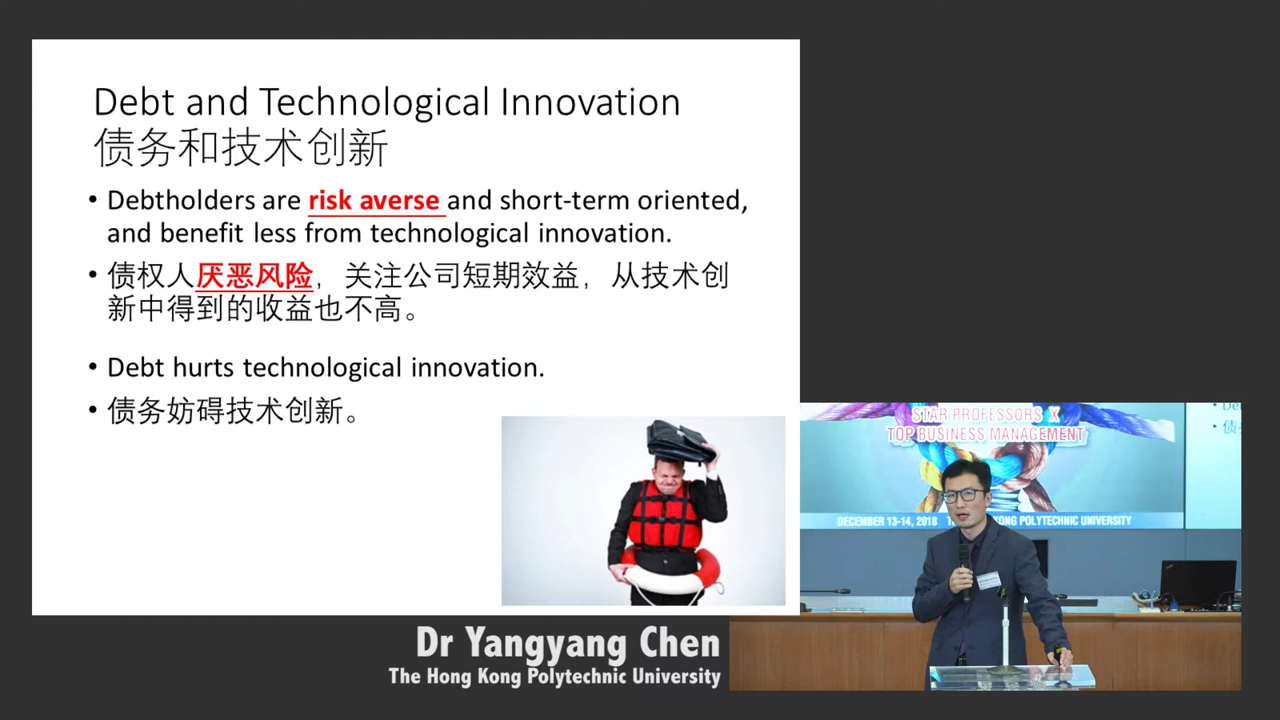 Debt and Technological Innovation
债务和技术创新
• Debtholders are risk averse and short-term oriented,
and benefit less from technological innovation.
• 债权人厌恶风险，关注公司短期效益，从技术创
新中得到的收益也不高。
• Debt hurts technological innovation.
• 债务妨碍技术创新。
STAR PROFESSORS X
TOP BUSINESS MANAGEMENT
DECEMBER 13-14, 2018
KONG POLYTECHNIC UNIVERSITY
Dr Yangyang Chen
The Hong Kong Polytechnic University